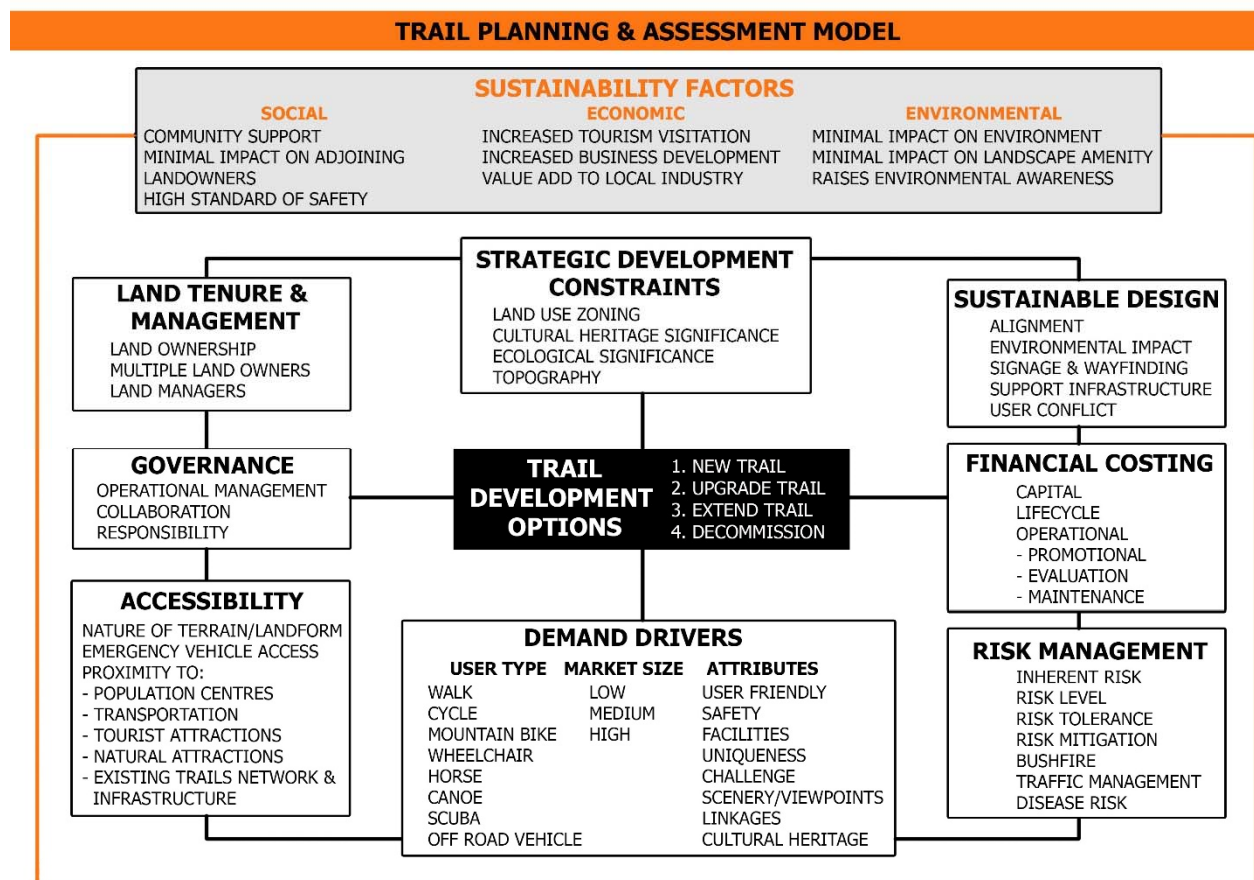 TRAIL PLANNING & ASSESSMENT MODEL
SUSTAINABILITY FACTORS
SOCIAL
COMMUNITY SUPPORT
MINIMAL IMPACT ON ADJOINING
LANDOWNERS
HIGH STANDARD OF SAFETY
ECONOMIC
INCREASED TOURISM VISITATION
INCREASED BUSINESS DEVELOPMENT
VALUE ADD TO LOCAL INDUSTRY
ENVIRONMENTAL
MINIMAL IMPACT ON ENVIRONMENT
MINIMAL IMPACT ON LANDSCAPE AMENITY
RAISES ENVIRONMENTAL AWARENESS
LAND TENURE &
MANAGEMENT
LAND OWNERSHIP
MULTIPLE LAND OWNERS
LAND MANAGERS
STRATEGIC DEVELOPMENT
CONSTRAINTS
LAND USE ZONING
CULTURAL HERITAGE SIGNIFICANCE
ECOLOGICAL SIGNIFICANCE
TOPOGRAPHY
SUSTAINABLE DESIGN
ALIGNMENT
ENVIRONMENTAL IMPACT
SIGNAGE & WAYFINDING
SUPPORT INFRASTRUCTURE
USER CONFLICT
GOVERNANCE
OPERATIONAL MANAGEMENT
COLLABORATION
RESPONSIBILITY
TRAIL
DEVELOPMENT
OPTIONS
1. NEW TRAIL
2. UPGRADE TRAIL
3. EXTEND TRAIL
4. DECOMMISSION
FINANCIAL COSTING
CAPITAL
LIFECYCLE
OPERATIONAL
- PROMOTIONAL
- EVALUATION
- MAINTENANCE
ACCESSIBILITY
NATURE OF TERRAIN/LANDFORM
EMERGENCY VEHICLE ACCESS
PROXIMITY TO:
- POPULATION CENTRES
- TRANSPORTATION
- TOURIST ATTRACTIONS
- NATURAL ATTRACTIONS
- EXISTING TRAILS NETWORK &
INFRASTRUCTURE
DEMAND DRIVERS
USER TYPE
WALK
CYCLE
MOUNTAIN BIKE
WHEELCHAIR
HORSE
CANOE
SCUBA
OFF ROAD VEHICLE
MARKET SIZE
LOW
MEDIUM
HIGH
ATTRIBUTES
USER FRIENDLY
SAFETY
FACILITIES
UNIQUENESS
CHALLENGE
SCENERY/VIEWPOINTS
LINKAGES
CULTURAL HERITAGE
RISK MANAGEMENT
INHERENT RISK
RISK LEVEL
RISK TOLERANCE
RISK MITIGATION
BUSHFIRE
TRAFFIC MANAGEMENT
DISEASE RISK